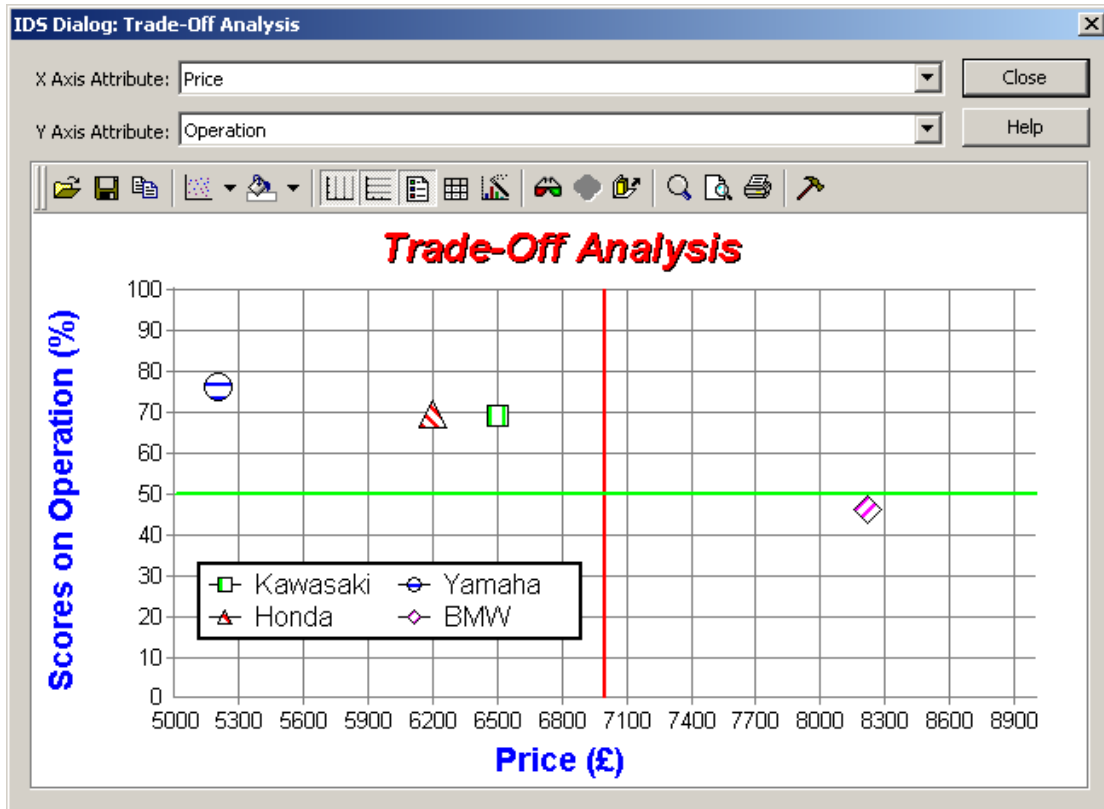 IDS Dialog: Trade-Off Analysis
X Axis Attribute: Price Close
Y Axis Attribute: Operation Help
Trade-Off Analysis
Scores on Operation (%)
100
90
80
70
60
50
40
30
20
10
0
Kawasaki Yamaha
Honda BMW
5000 5300 5600 5900 6200 6500 6800 7100 7400 7700 8000 8300 8600 8900
Price (£)